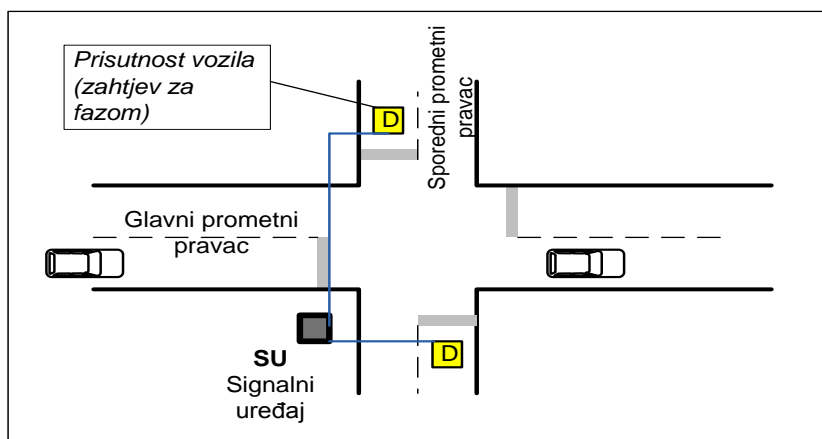 Prisutnost vozila
(zahtjev za
fazom)
D
Sporedni prometni
pravac
Glavni prometni
pravac
SU
Signalni
uređaj
D